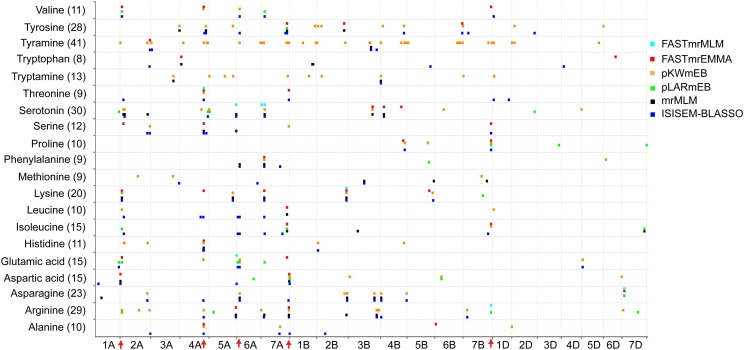 Valine (11)
Tyrosine (28)
Tyramine (41)
Tryptophan (8)
Tryptamine (13)
Threonine (9)
Serotonin (30)
Serine (12)
Proline (10)
Phenylalanine (9)
Methionine (9)
Lysine (20)
Leucine (10)
Isoleucine (15)
Histidine (11)
Glutamic acid (15)
Aspartic acid (15)
Asparagine (23)
Arginine (29)
Alanine (10)
FASTmrMLM
FASTmrEMMA
pKWmEB
pLARmEB
mrMLM
ISISEM-BLASSO
1A 2A 3A 4A 5A 6A 7A 1B 2B 3B 4B 5B 6B 7B 1D 2D 3D 4D 5D 6D 7D